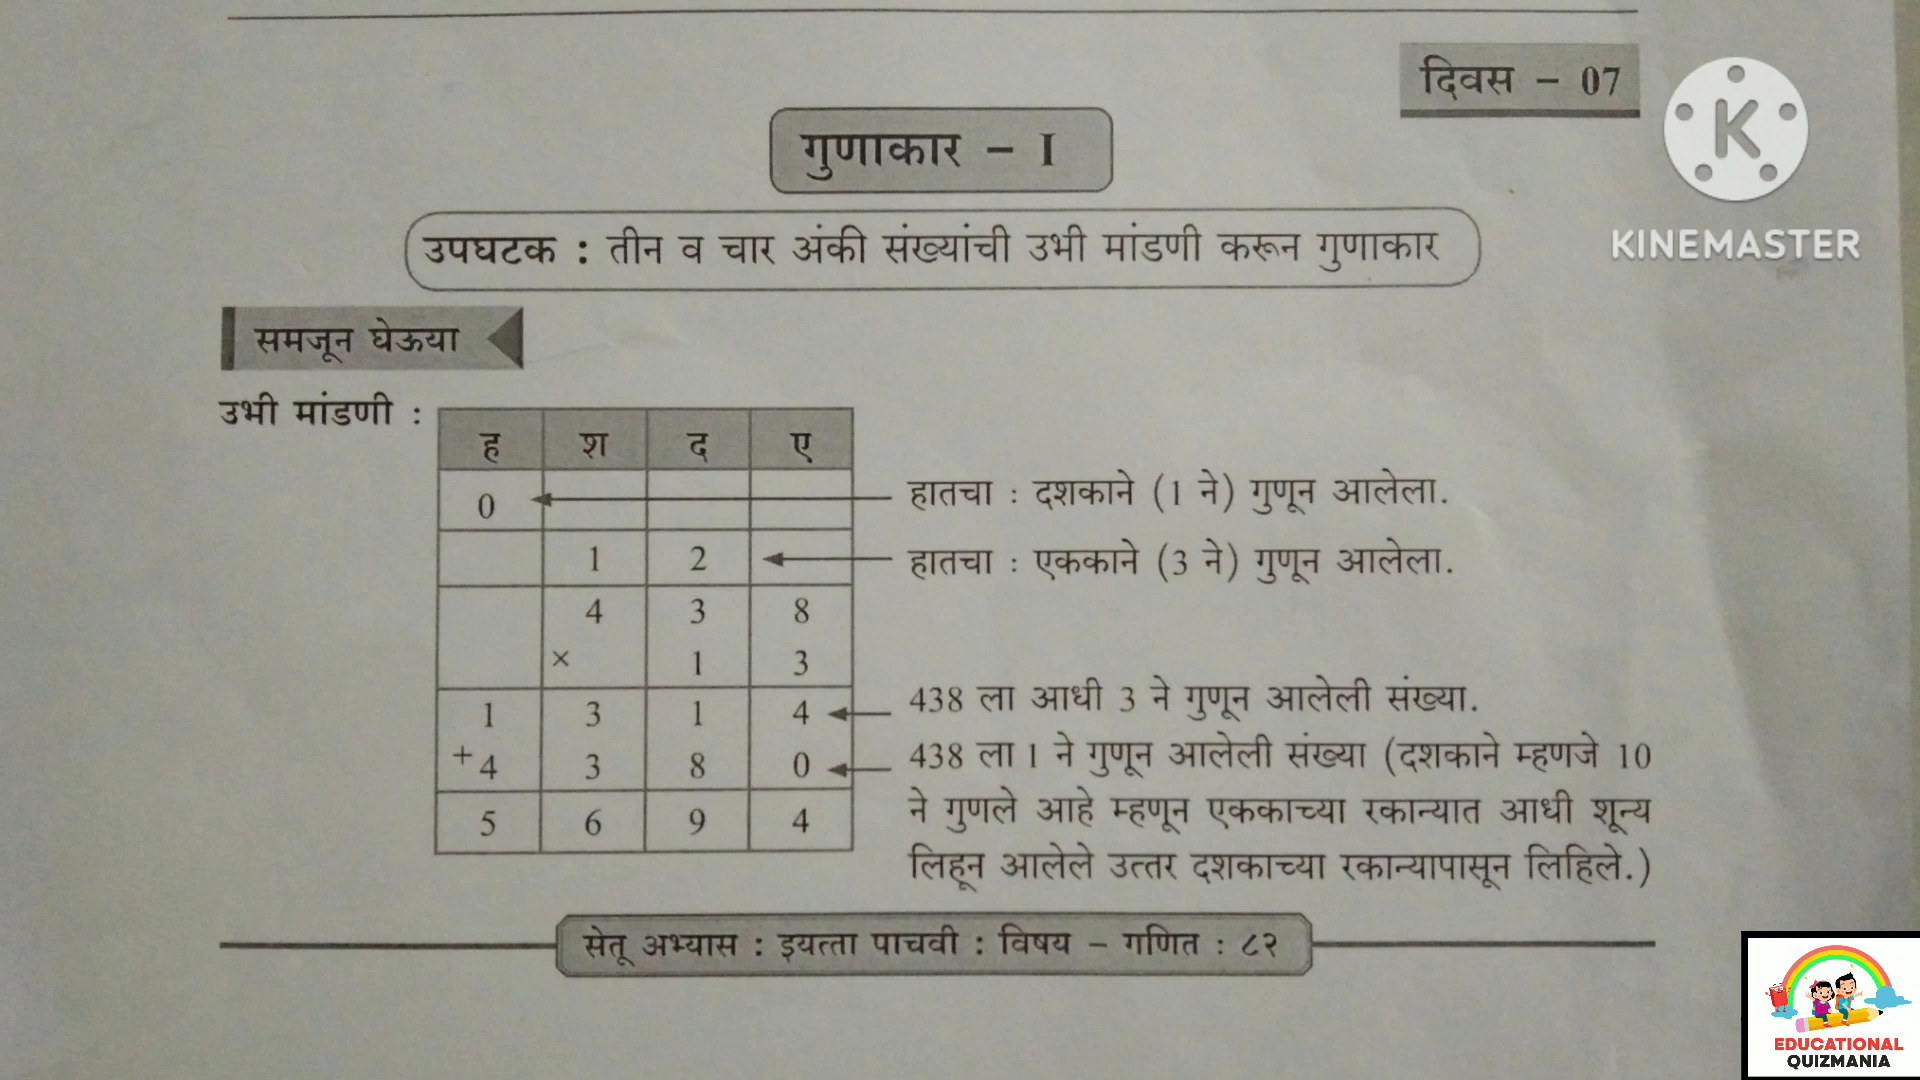 दिवस – 07
KINEMASTER
गुणाकार – I
उपघटक : तीन व चार अंकी संख्यांची उभी मांडणी करून गुणाकार
समजून घेऊया
उभी मांडणी :
ह श द ए
0 हातचा : दशकाने (1 ने) गुणून आलेला.
1 2 हातचा : एककाने (3 ने) गुणून आलेला.
4 3 8
× 1 3
1 3 1 4 438 ला आधी 3 ने गुणून आलेली संख्या.
+ 4 3 8 0 438 ला 1 ने गुणून आलेली संख्या (दशकाने म्हणजे 10
ने गुणले आहे म्हणून एककाच्या रकान्यात आधी शून्य
5 6 9 4
लिहून आलेले उत्तर दशकाच्या रकान्यापासून लिहिले.)
सेतू अभ्यास : इयत्ता पाचवी : विषय – गणित : ८२
EDUCATIONAL
QUIZMANIA